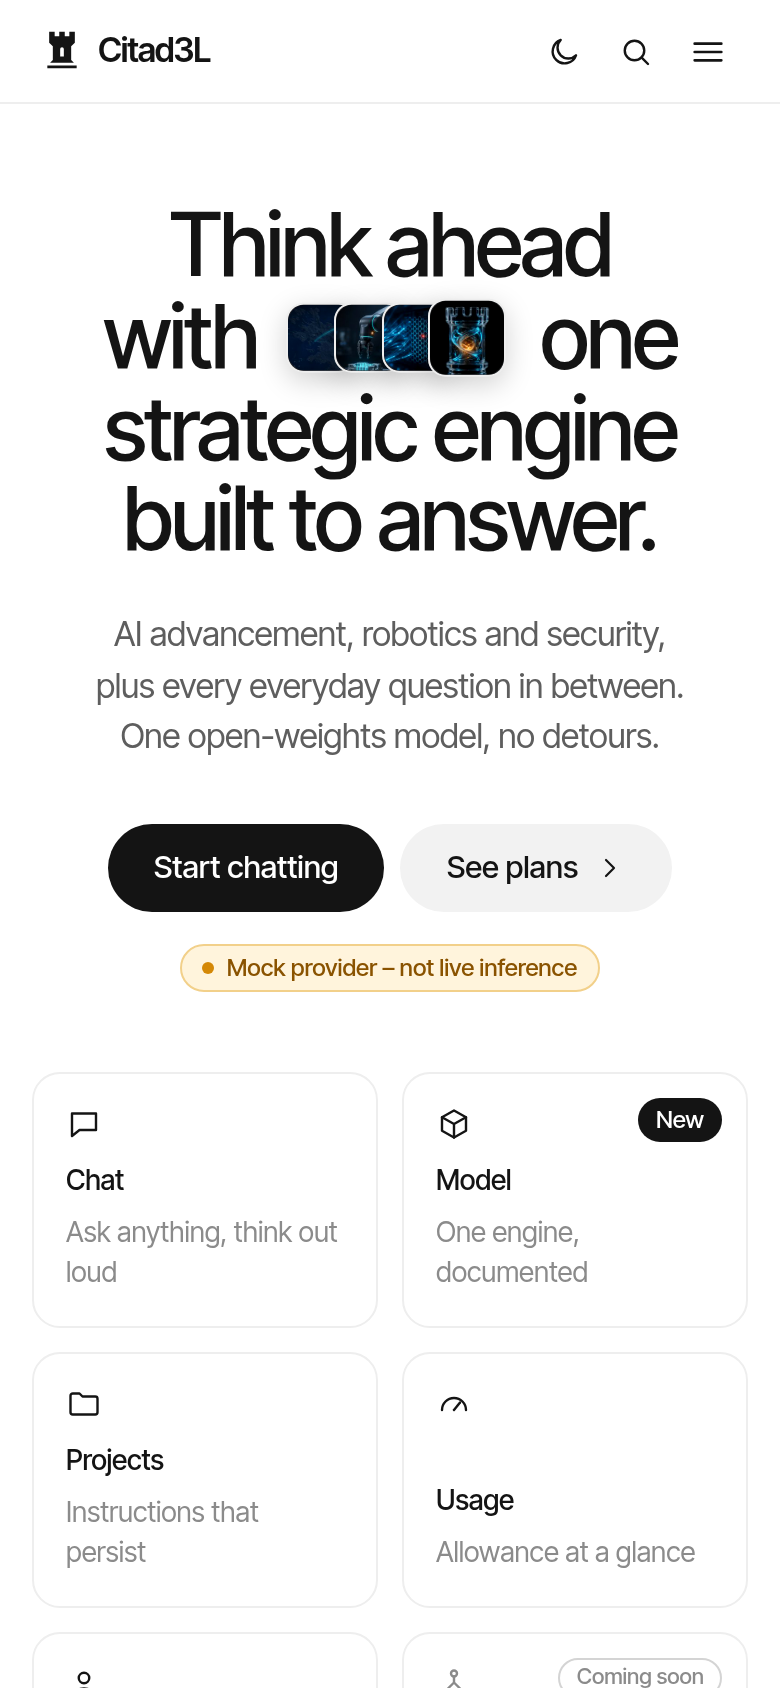 Citad3L
Think ahead
with one
strategic engine
built to answer.
AI advancement, robotics and security,
plus every everyday question in between.
One open-weights model, no detours.
Start chatting
See plans
Mock provider – not live inference
Chat
Ask anything, think out
loud
New
Model
One engine,
documented
Projects
Instructions that
persist
Usage
Allowance at a glance
Coming soon